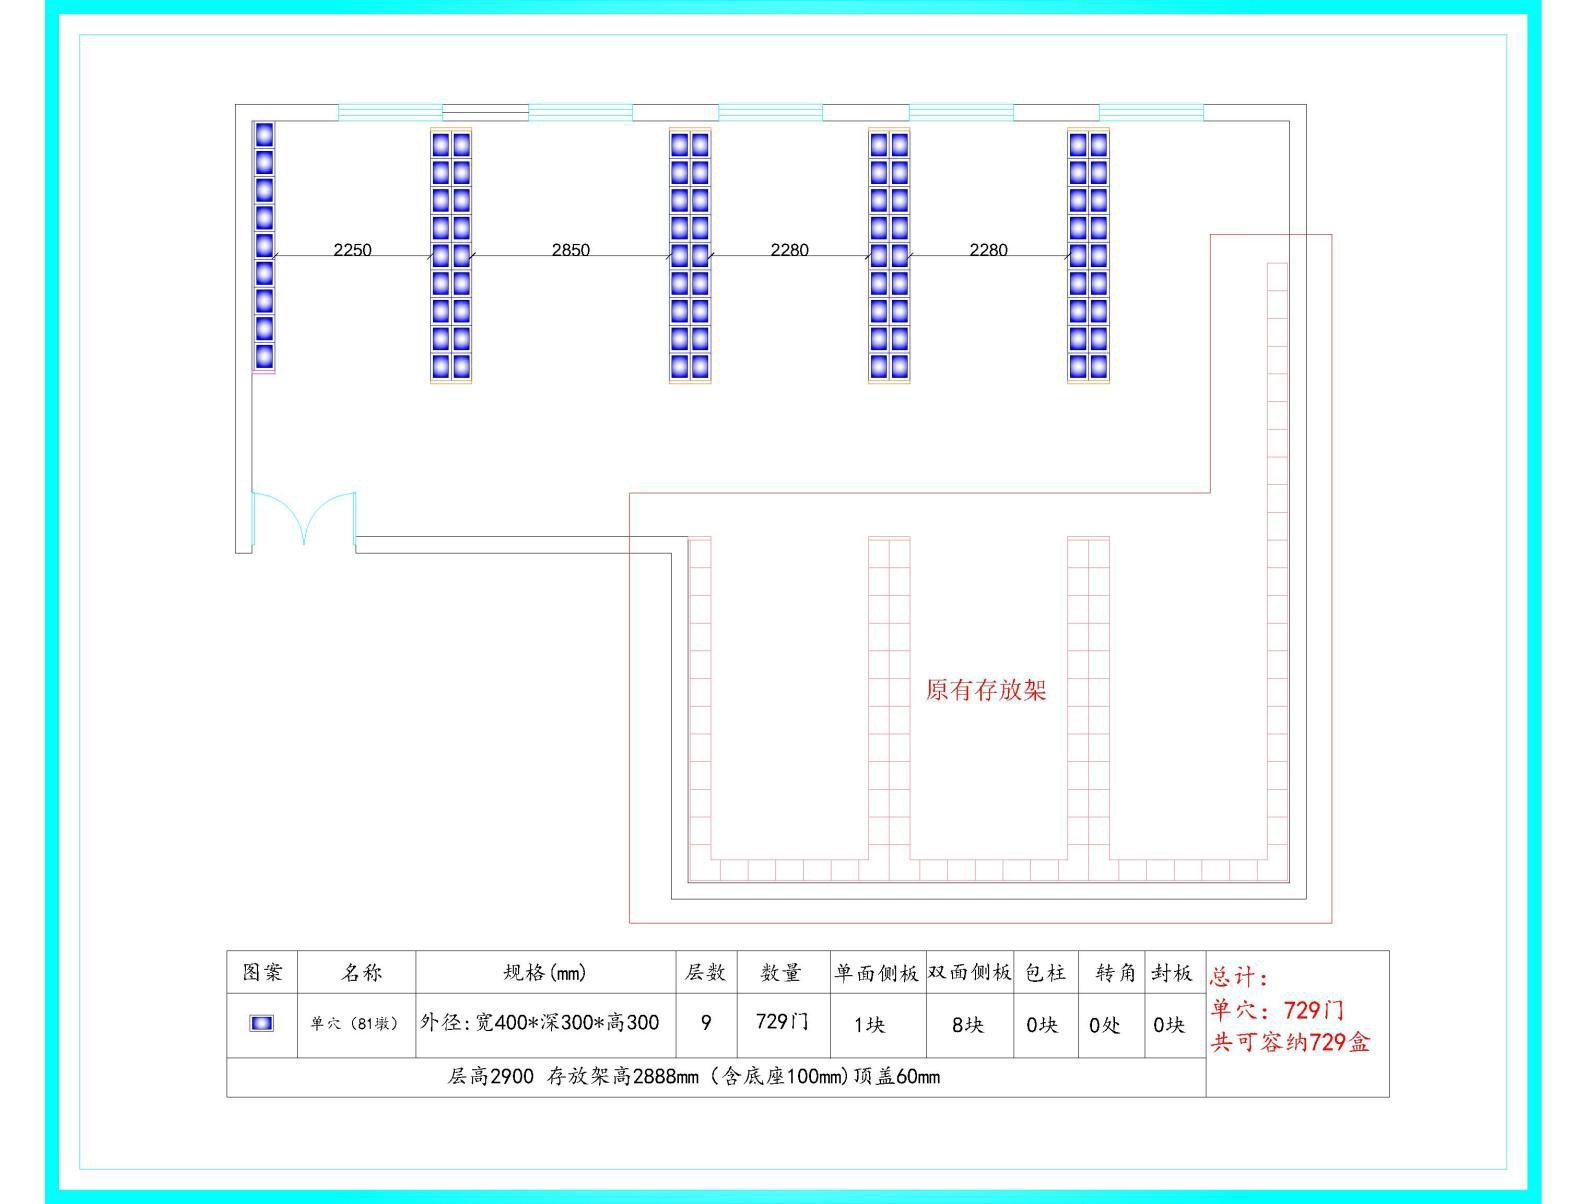 2250
2850
2280
2280
原有存放架
图案 名称 规格(mm) 层数 数量 单面侧板 双面侧板 包柱 转角 封板
单穴（81墩） 外径:宽400*深300*高300 9 729门 1块 8块 0块 0处 0块
层高2900 存放架高2888mm (含底座100mm)顶盖60mm
总计：
单穴：729门
共可容纳729盒